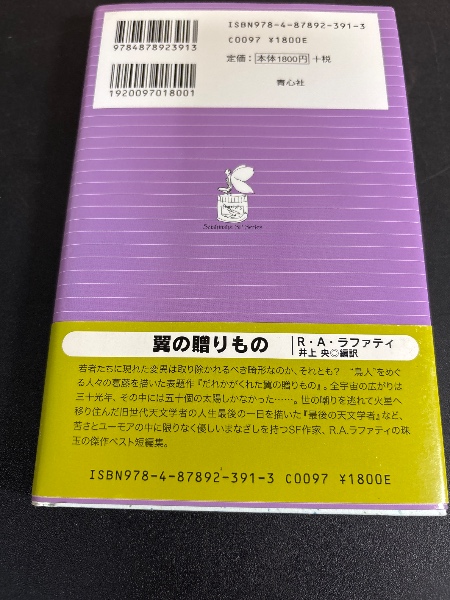 ISBN978-4-87892-391-3
C0097 ¥1800E
定価：本体1800円+税
青心社
9784878923913
1920097018001
Seishinsha SF Series
翼の贈りもの
R・A・ラファティ
井上 央◎編訳
若者たちに現れた変異は取り除かれるべき畸形なのか、それとも？ “鳥人”をめぐ
る人々の葛藤を描いた表題作『だれかがくれた翼の贈りもの』。全宇宙の広がりは
三十光年、その中には五十個の太陽しかなかった……。世の嘲りを逃れて火星へ
移り住んだ旧世代天文学者の人生最後の一日を描いた『最後の天文学者』など、
苦さとユーモアの中に限りなく優しいまなざしを持つSF作家、R.A.ラファティの珠
玉の傑作ベスト短編集。
ISBN978-4-87892-391-3 C0097 ¥1800E